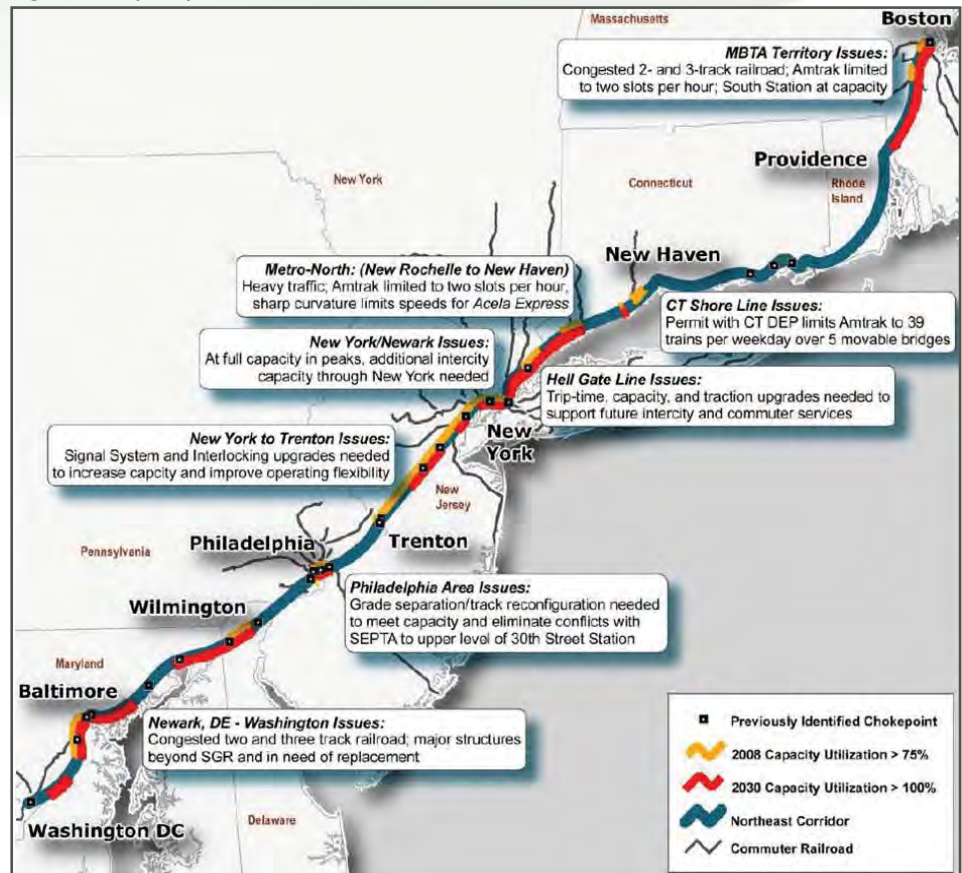 Massachusetts
Boston
MBTA Territory Issues:
Congested 2- and 3-track railroad; Amtrak limited
to two slots per hour; South Station at capacity
Providence
New York
Connecticut
Rhode
Island
New Haven
Metro-North: (New Rochelle to New Haven)
Heavy traffic; Amtrak limited to two slots per hour,
sharp curvature limits speeds for Acela Express
CT Shore Line Issues:
Permit with CT DEP limits Amtrak to 39
trains per weekday over 5 movable bridges
New York/Newark Issues:
At full capacity in peaks, additional intercity
capacity through New York needed
Hell Gate Line Issues:
Trip-time, capacity, and traction upgrades needed to
support future intercity and commuter services
New
York
New York to Trenton Issues:
Signal System and Interlocking upgrades needed
to increase capcity and improve operating flexibility
New
Jersey
Trenton
Pennsylvania
Philadelphia
Philadelphia Area Issues:
Grade separation/track reconfiguration needed
to meet capacity and eliminate conflicts with
SEPTA to upper level of 30th Street Station
Wilmington
Maryland
Baltimore
Newark, DE - Washington Issues:
Congested two and three track railroad; major structures
beyond SGR and in need of replacement
Washington DC
Delaware
Previously Identified Chokepoint
2008 Capacity Utilization > 75%
2030 Capacity Utilization > 100%
Northeast Corridor
Commuter Railroad